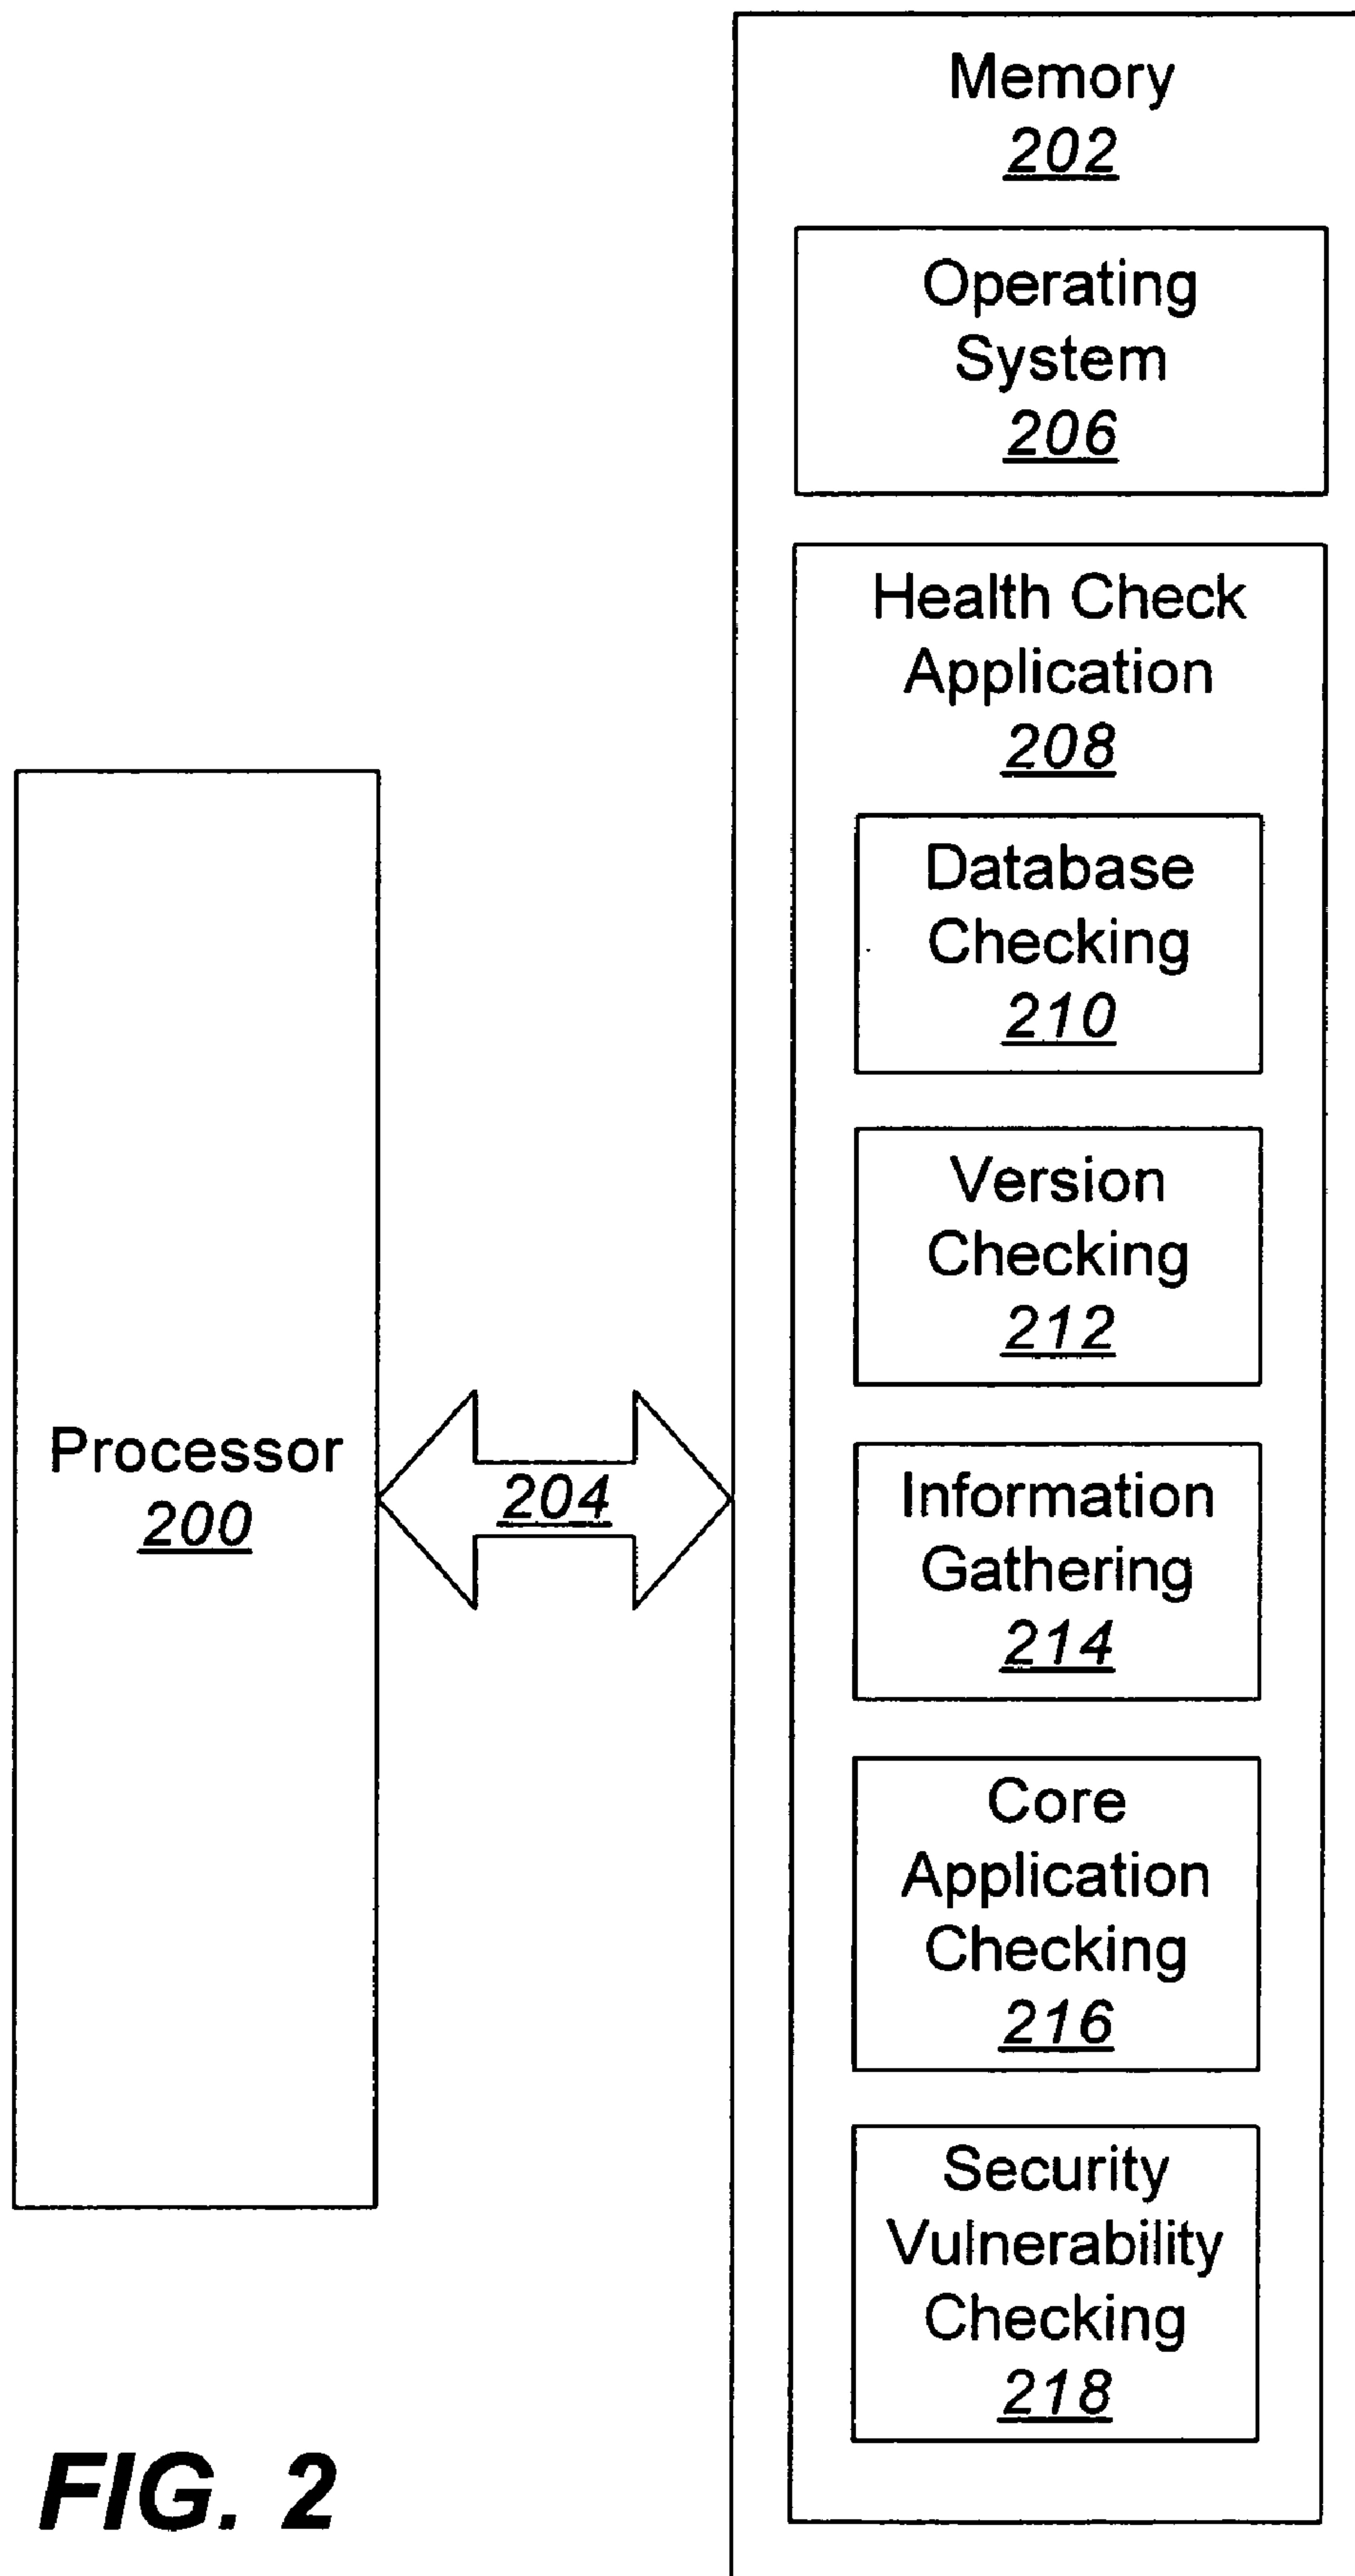 Memory
202
Operating
System
206
Health Check
Application
208
Database
Checking
210
Version
Checking
212
Processor
200
204
Information
Gathering
214
Core
Application
Checking
216
Security
Vulnerability
Checking
218
FIG. 2